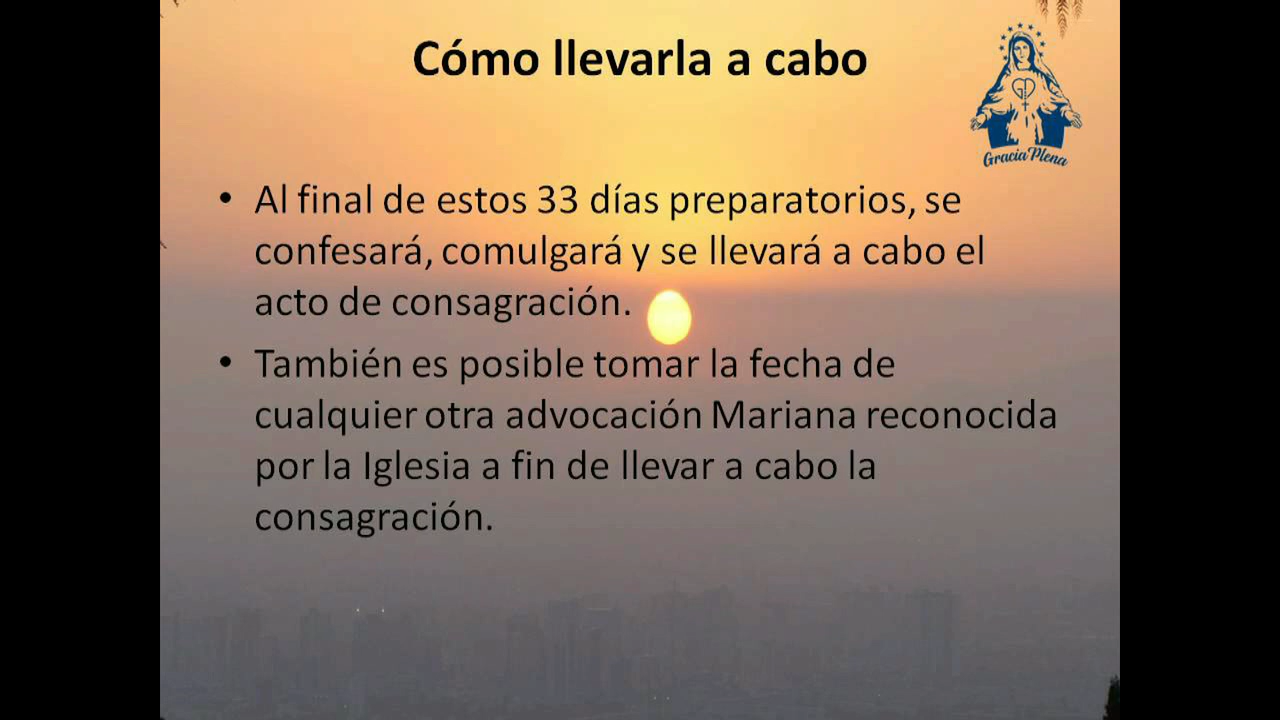 Cómo llevarla a cabo
Gracia Plena
• Al final de estos 33 días preparatorios, se
confesará, comulgará y se llevará a cabo el
acto de consagración.
• También es posible tomar la fecha de
cualquier otra advocación Mariana reconocida
por la Iglesia a fin de llevar a cabo la
consagración.